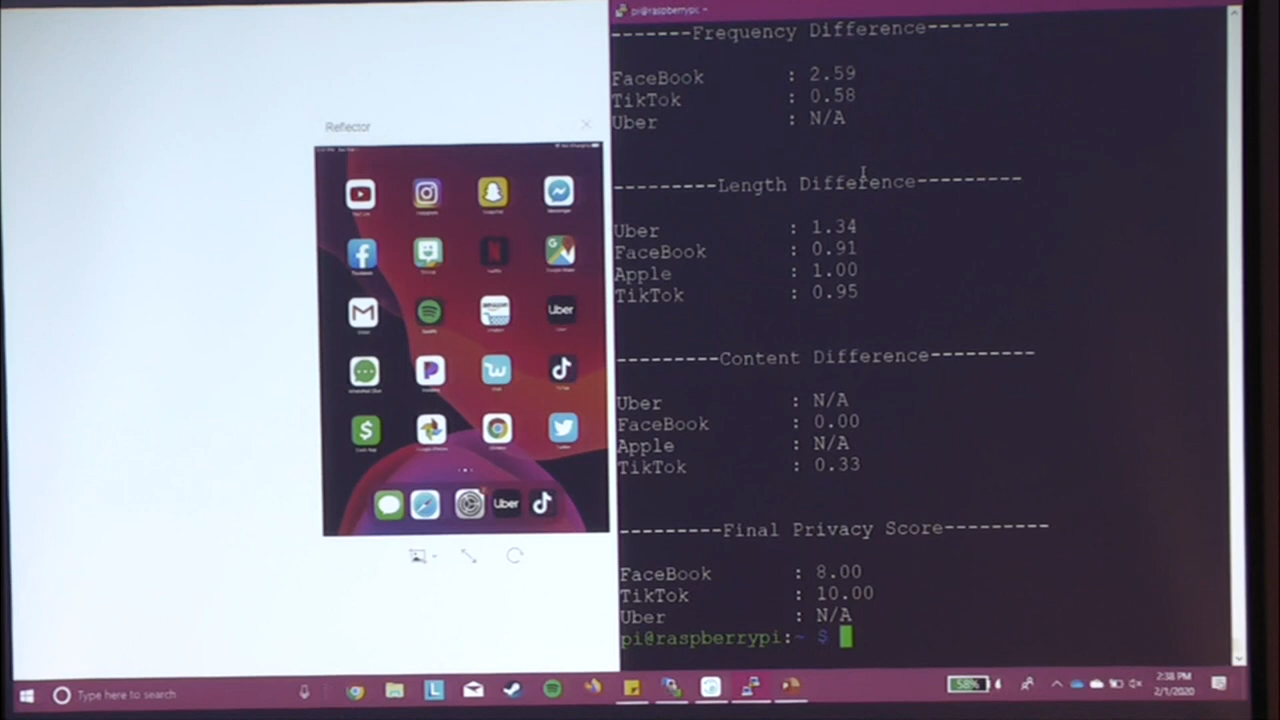 Reflector
Uber
Uber
pi@raspberrypi: ~
-------Frequency Difference-------
FaceBook : 2.59
TikTok : 0.58
Uber : N/A
---------Length Difference---------
Uber : 1.34
FaceBook : 0.91
Apple : 1.00
TikTok : 0.95
---------Content Difference---------
Uber : N/A
FaceBook : 0.00
Apple : N/A
TikTok : 0.33
---------Final Privacy Score---------
FaceBook : 8.00
TikTok : 10.00
Uber : N/A
pi@raspberrypi:~ $
Type here to search
58%
2:38 PM
2/1/2020